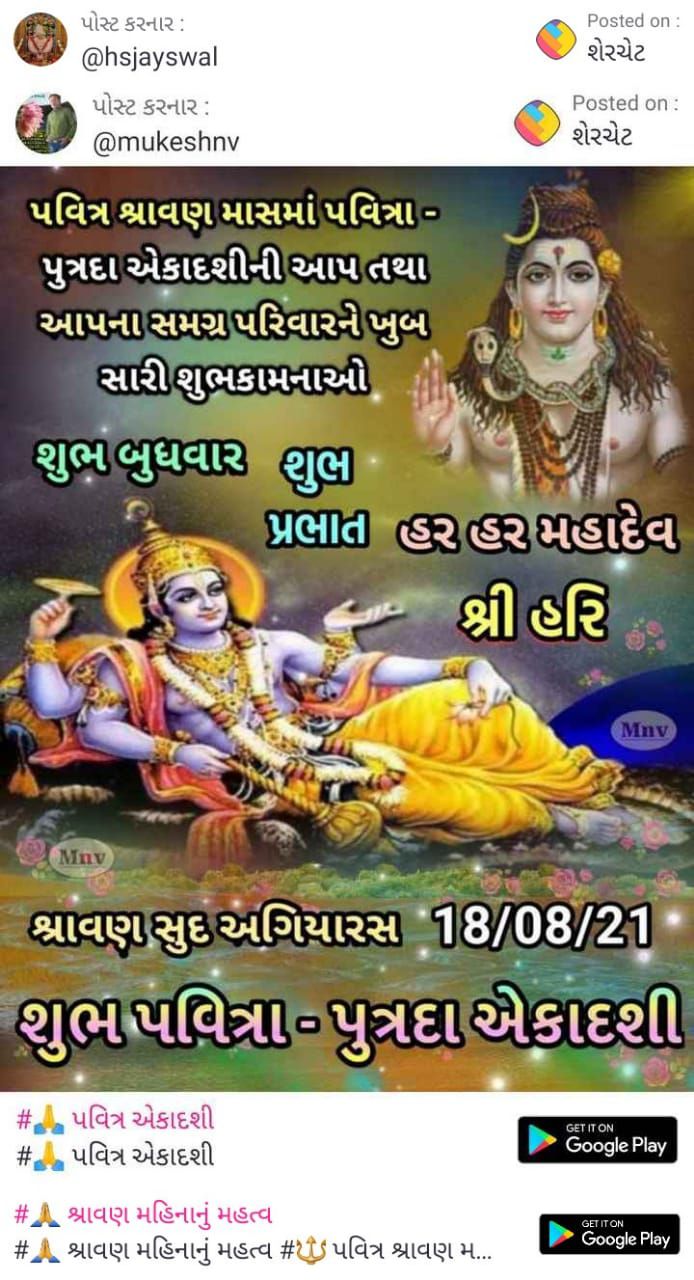 પોસ્ટ કરનાર :
@hsjayswal
Posted on :
શેરચેટ
પોસ્ટ કરનાર :
@mukeshnv
Posted on :
શેરચેટ
પવિત્ર શ્રાવણ માસમાં પવિત્રા -
પુત્રદા એકાદશીની આપ તથા
આપના સમગ્ર પરિવારને ખુબ
સારી શુભકામનાઓ
શુભ બુધવાર શુભ
પ્રભાત હર હર મહાદેવ
શ્રી હરિ
Mnv
Mnv
શ્રાવણ સુદ અગિયારસ 18/08/21
શુભ પવિત્રા - પુત્રદા એકાદશી
#🙏 પવિત્ર એકાદશી
#🙏 પવિત્ર એકાદશી
GET IT ON
Google Play
#🙏 શ્રાવણ મહિનાનું મહત્વ
#🙏 શ્રાવણ મહિનાનું મહત્વ #🔱 પવિત્ર શ્રાવણ મ...
GET IT ON
Google Play